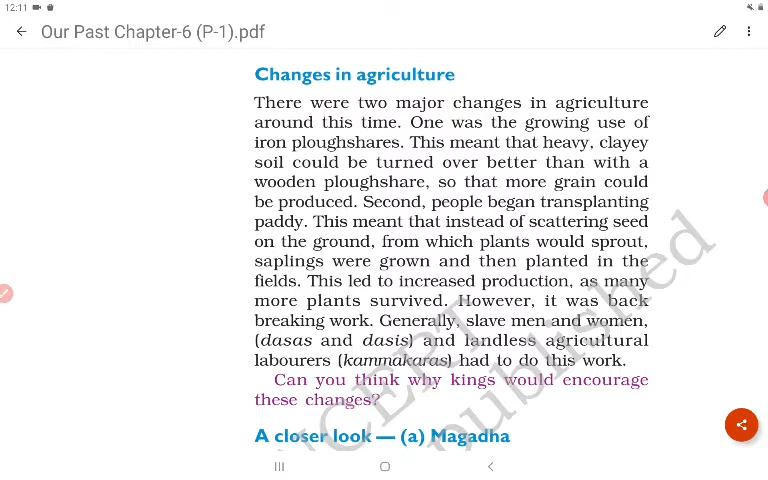 12:11
Our Past Chapter-6 (P-1).pdf
Changes in agriculture
There were two major changes in agriculture
around this time. One was the growing use of
iron ploughshares. This meant that heavy, clayey
soil could be turned over better than with a
wooden ploughshare, so that more grain could
be produced. Second, people began transplanting
paddy. This meant that instead of scattering seed
on the ground, from which plants would sprout,
saplings were grown and then planted in the
fields. This led to increased production, as many
more plants survived. However, it was back
breaking work. Generally, slave men and women,
(dasas and dasis) and landless agricultural
labourers (kammakaras) had to do this work.
Can you think why kings would encourage
these changes?
A closer look — (a) Magadha
NCERT
published